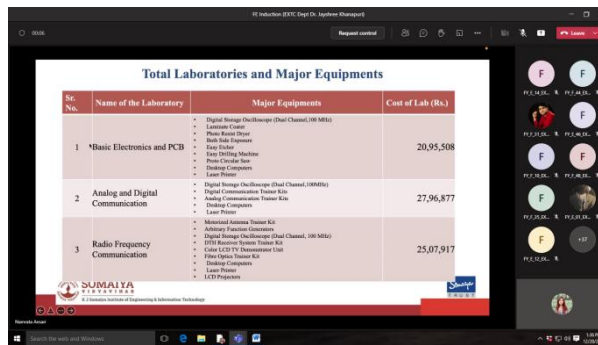 FE Induction (EXTC Dept Dr. Jayshree Khanapuri)
00:06
Request control
Leave
Total Laboratories and Major Equipments
Sr. No.
Name of the Laboratory
Major Equipments
Cost of Lab (Rs.)
1
Basic Electronics and PCB
• Digital Storage Oscilloscope (Dual Channel,100 MHz)
• Laminate Cutter
• Photo Resist Dryer
• Both Side Exposure
• Easy Etcher
• Easy Drilling Machine
• Proto Circular Saw
• Desktop Computers
• Laser Printer
20,95,508
2
Analog and Digital
Communication
• Digital Storage Oscilloscope (Dual Channel,100MHz)
• Digital Communication Trainer Kits
• Analog Communication Trainer Kits
• Desktop Computers
• Laser Printer
27,96,877
3
Radio Frequency
Communication
• Motorized Antenna Trainer Kit
• Arbitrary Function Generators
• Digital Storage Oscilloscope (Dual Channel, 100 MHz)
• DTH Receiver System Trainer Kit
• Color LCD TV Demonstrator Unit
• Fibre Optics Trainer Kit
• Desktop Computers
• Laser Printer
• LCD Projectors
25,07,917
SOMAIYA
VIDYAVIHAR
K J Somaiya Institute of Engineering & Information Technology
Somaiya
TRUST
Namrata Ansari
F
F
F
F
F
F
+37
Search the web and Windows